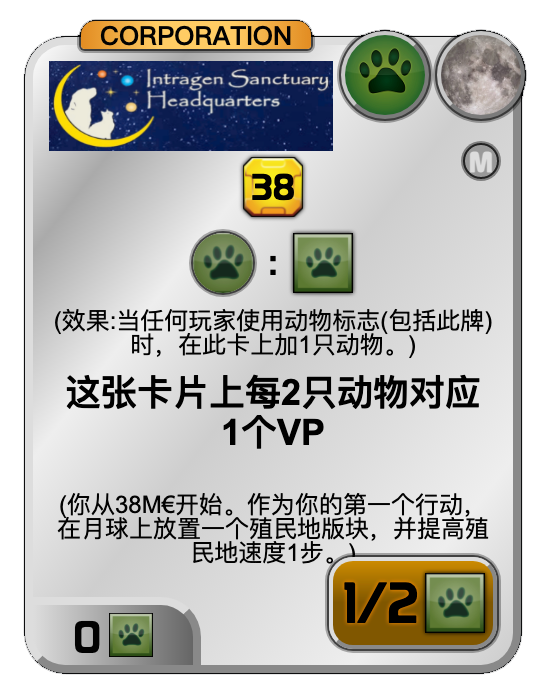 CORPORATION
Intragen Sanctuary
Headquarters
M
38
:
(效果:当任何玩家使用动物标志(包括此牌)
时，在此卡上加1只动物。)
这张卡片上每2只动物对应
1个VP
(你从38M€开始。作为你的第一个行动，
在月球上放置一个殖民地版块，并提高殖
民地速度1步。)
1/2
0